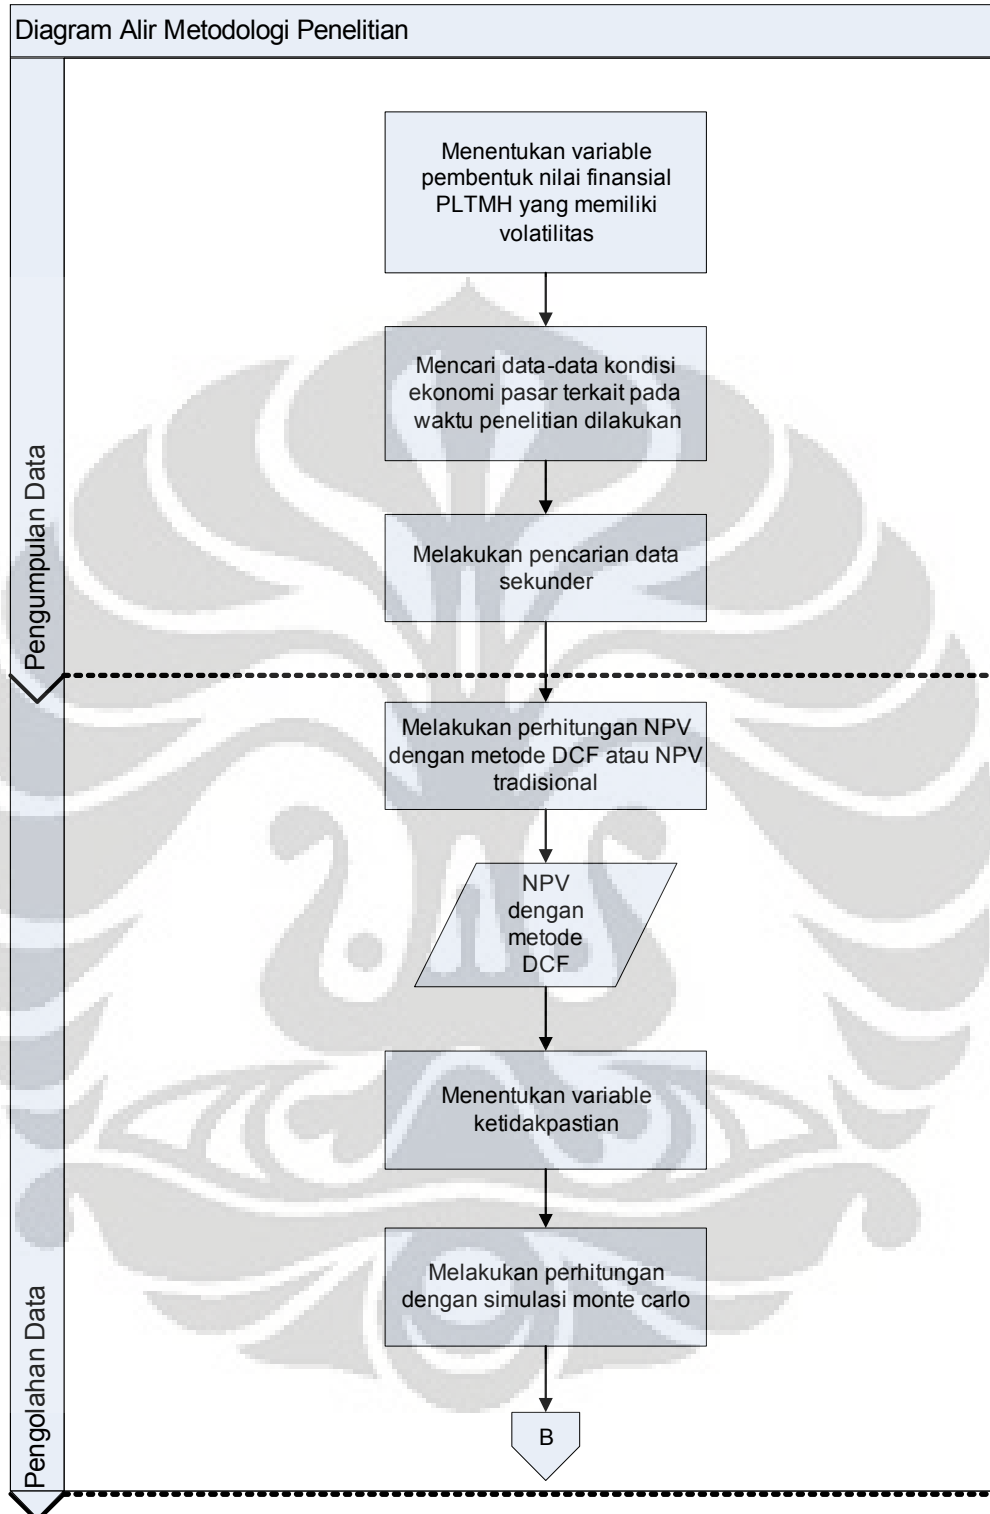 Diagram Alir Metodologi Penelitian
Pengumpulan Data
Menentukan variable
pembentuk nilai finansial
PLTMH yang memiliki
volatilitas
Mencari data-data kondisi
ekonomi pasar terkait pada
waktu penelitian dilakukan
Melakukan pencarian data
sekunder
Pengolahan Data
Melakukan perhitungan NPV
dengan metode DCF atau NPV
tradisional
NPV
dengan
metode
DCF
Menentukan variable
ketidakpastian
Melakukan perhitungan
dengan simulasi monte carlo
B